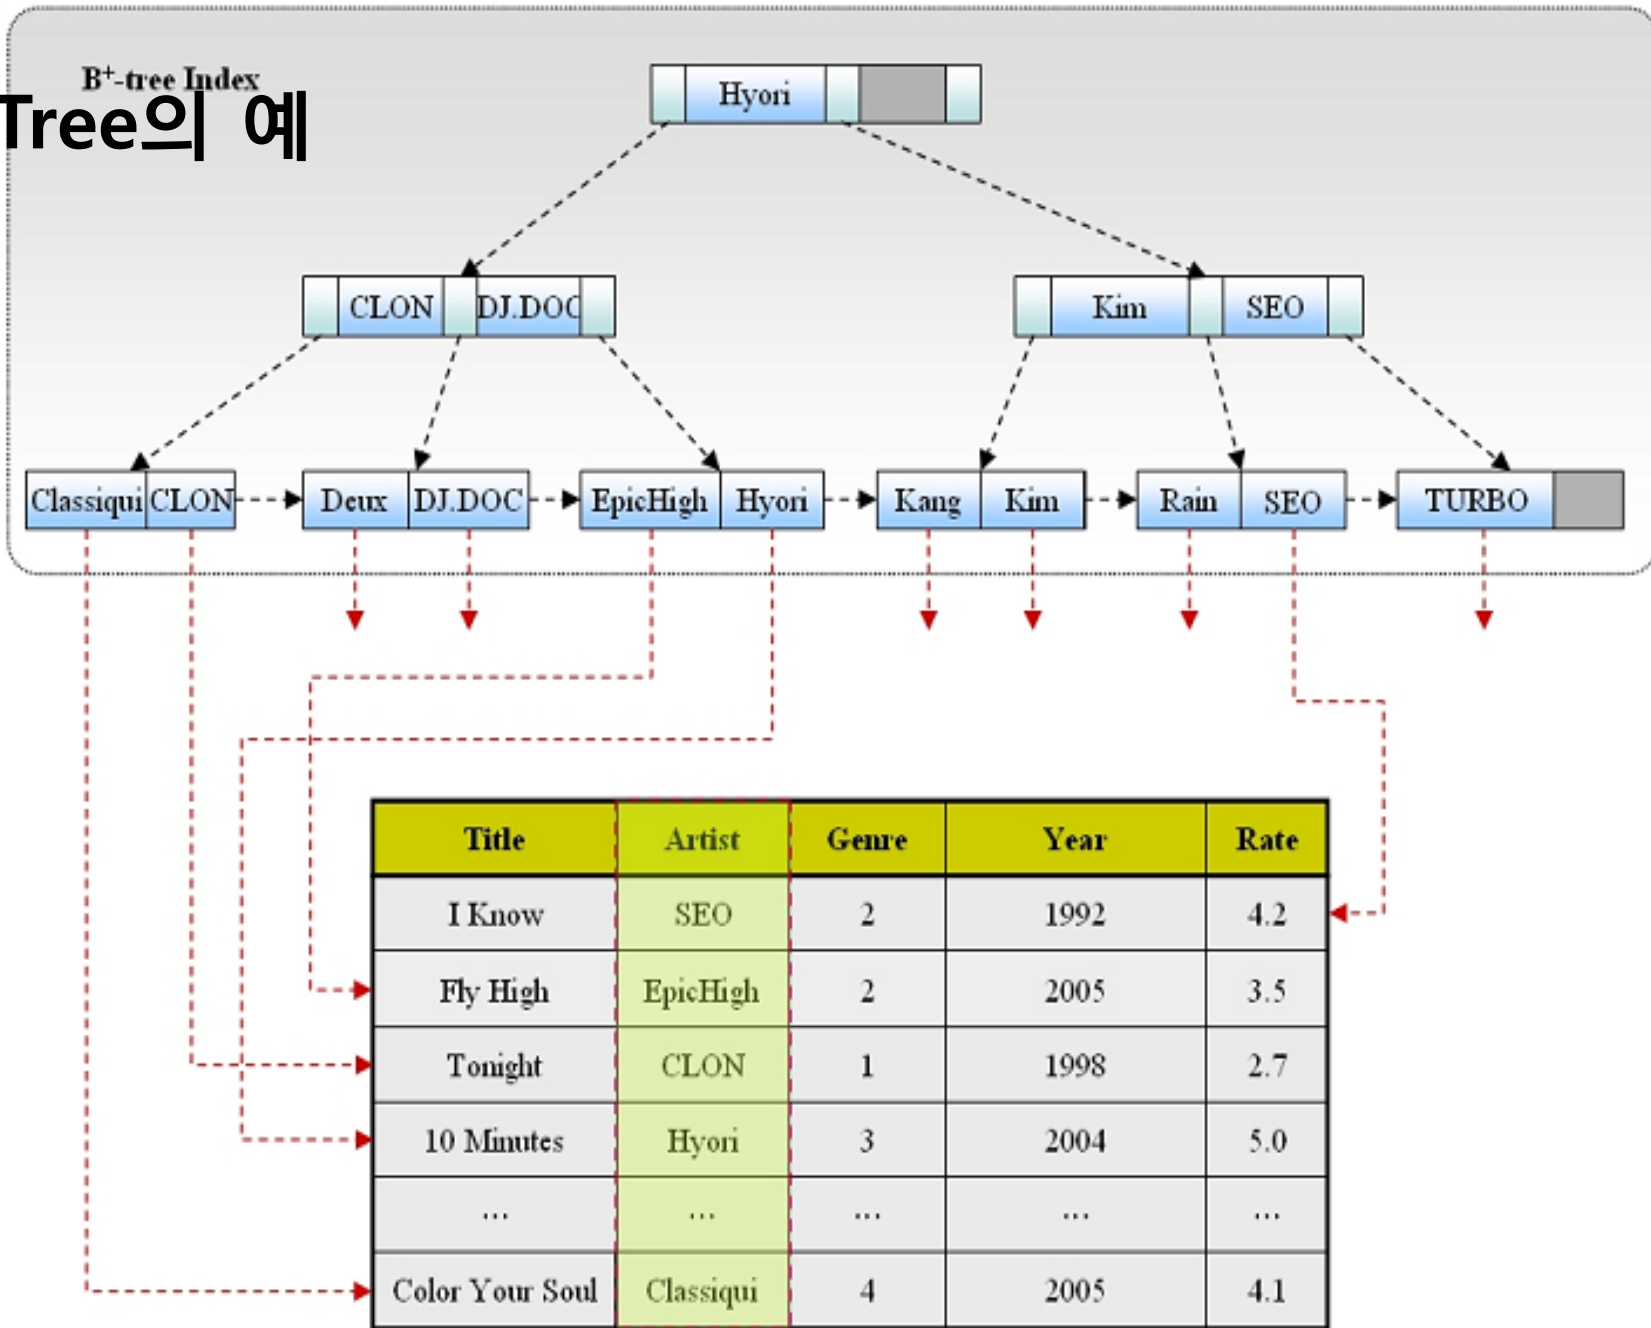 B+-tree Index
Tree의 예
Hyori
CLON DJ.DOC Kim SEO
Classiqui CLON Deux DJ.DOC EpicHigh Hyori Kang Kim Rain SEO TURBO
Title Artist Genre Year Rate
I Know SEO 2 1992 4.2
Fly High EpicHigh 2 2005 3.5
Tonight CLON 1 1998 2.7
10 Minutes Hyori 3 2004 5.0
... ... ... ... ...
Color Your Soul Classiqui 4 2005 4.1